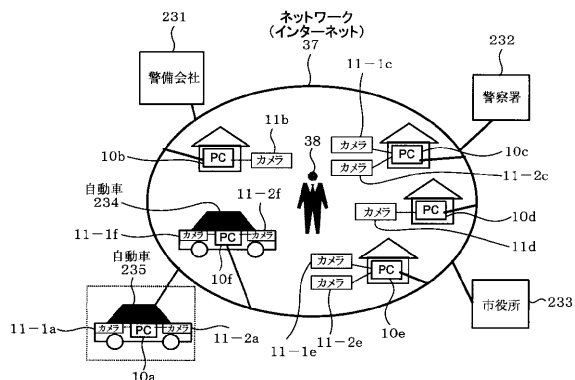 ネットワーク
(インターネット)
231
37
232
警備会社
警察署
11-1c
11b
38
カメラ
PC
PC
カメラ
カメラ
10b
10c
11-2c
自動車
234
11-2f
PC
カメラ
10d
11d
11-1f
カメラ
PC
カメラ
10f
自動車
235
カメラ
PC
カメラ
10e
11-1e
11-2e
市役所
233
11-1a
カメラ
PC
カメラ
11-2a
10a